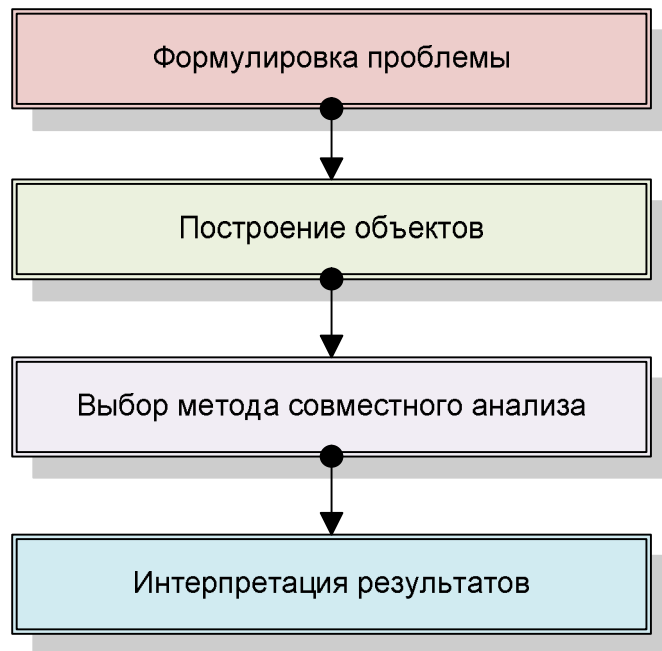 Формулировка проблемы
Построение объектов
Выбор метода совместного анализа
Интерпретация результатов